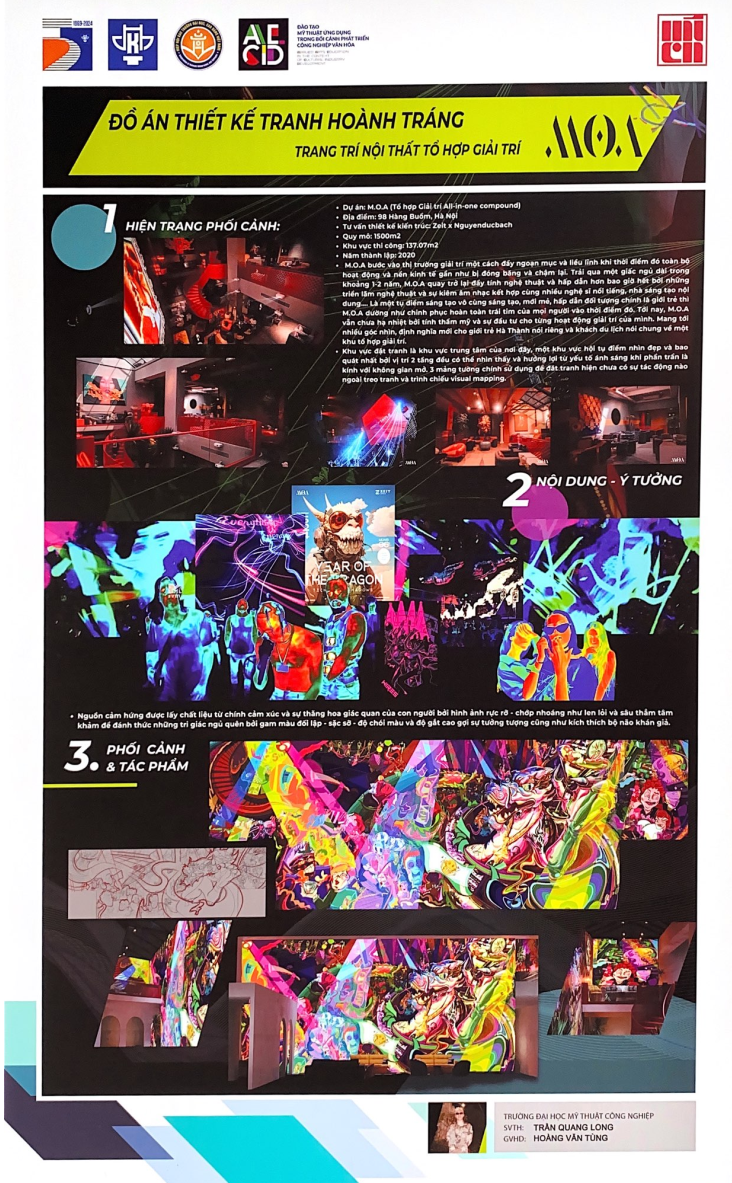 1969-2024
ĐÀO TẠO
MỸ THUẬT ỨNG DỤNG
TRONG BỐI CẢNH PHÁT TRIỂN
CÔNG NGHIỆP VĂN HÓA
ĐỒ ÁN THIẾT KẾ TRANH HOÀNH TRÁNG
TRANG TRÍ NỘI THẤT TỔ HỢP GIẢI TRÍ
M.O.A
1 HIỆN TRẠNG PHỐI CẢNH:
• Dự án: M.O.A (Tổ hợp Giải trí All-in-one compound)
• Địa điểm: 98 Hàng Buồm, Hà Nội
• Tư vấn thiết kế kiến trúc: Zeit x Nguyenducbach
• Quy mô: 1500m2
• Khu vực thi công: 137.07m2
• Năm thành lập: 2020
• M.O.A bước vào thị trường giải trí một cách đầy ngoạn mục và liều lĩnh khi thời điểm đó toàn bộ
hoạt động và nền kinh tế gần như bị đóng băng và chậm lại. Trải qua một giấc ngủ dài trong
khoảng 1-2 năm, M.O.A quay trở lại đầy tính nghệ thuật và hấp dẫn hơn bao giờ hết bởi những
triển lãm nghệ thuật và sự kiêm âm nhạc kết hợp cùng nhiều nghệ sĩ nổi tiếng, nhà sáng tạo nội
dung.... Là một tụ điểm sáng tạo vô cùng sáng tạo, mới mẻ, hấp dẫn đối tượng chính là giới trẻ thì
M.O.A dường như chinh phục hoàn toàn trái tim của mọi người vào thời điểm đó. Tới nay, M.O.A
vẫn chưa hạ nhiệt bởi tính thẩm mỹ và sự đầu tư cho từng hoạt động giải trí của mình. Mang tới
nhiều góc nhìn, định nghĩa mới cho giới trẻ Hà Thành nói riêng và khách du lịch nói chung về một
khu tổ hợp giải trí.
• Khu vực đặt tranh là khu vực trung tâm của nơi đây, một khu vực hội tụ điểm nhìn đẹp và bao
quát nhất bởi vị trí 2 tầng đều có thể nhìn thấy và hưởng lợi từ yếu tố ánh sáng khi phần trần là
kính với không gian mở. 3 mảng tường chính sử dụng để đặt tranh hiện chưa có sự tác động nào
ngoài treo tranh và trình chiếu visual mapping.
2 NỘI DUNG - Ý TƯỞNG
YEAR OF
THE DRAGON
• Nguồn cảm hứng được lấy chất liệu từ chính cảm xúc và sự thăng hoa giác quan của con người bởi hình ảnh rực rỡ - chớp nhoáng như len lỏi và sâu thẳm tâm
khảm để đánh thức những tri giác ngủ quên bởi gam màu đối lập - sặc sỡ - độ chói màu và độ gắt cao gợi sự tưởng tượng cũng như kích thích bộ não khán giả.
3. PHỐI CẢNH
& TÁC PHẨM
TRƯỜNG ĐẠI HỌC MỸ THUẬT CÔNG NGHIỆP
SVTH: TRẦN QUANG LONG
GVHD: HOÀNG VĂN TÙNG